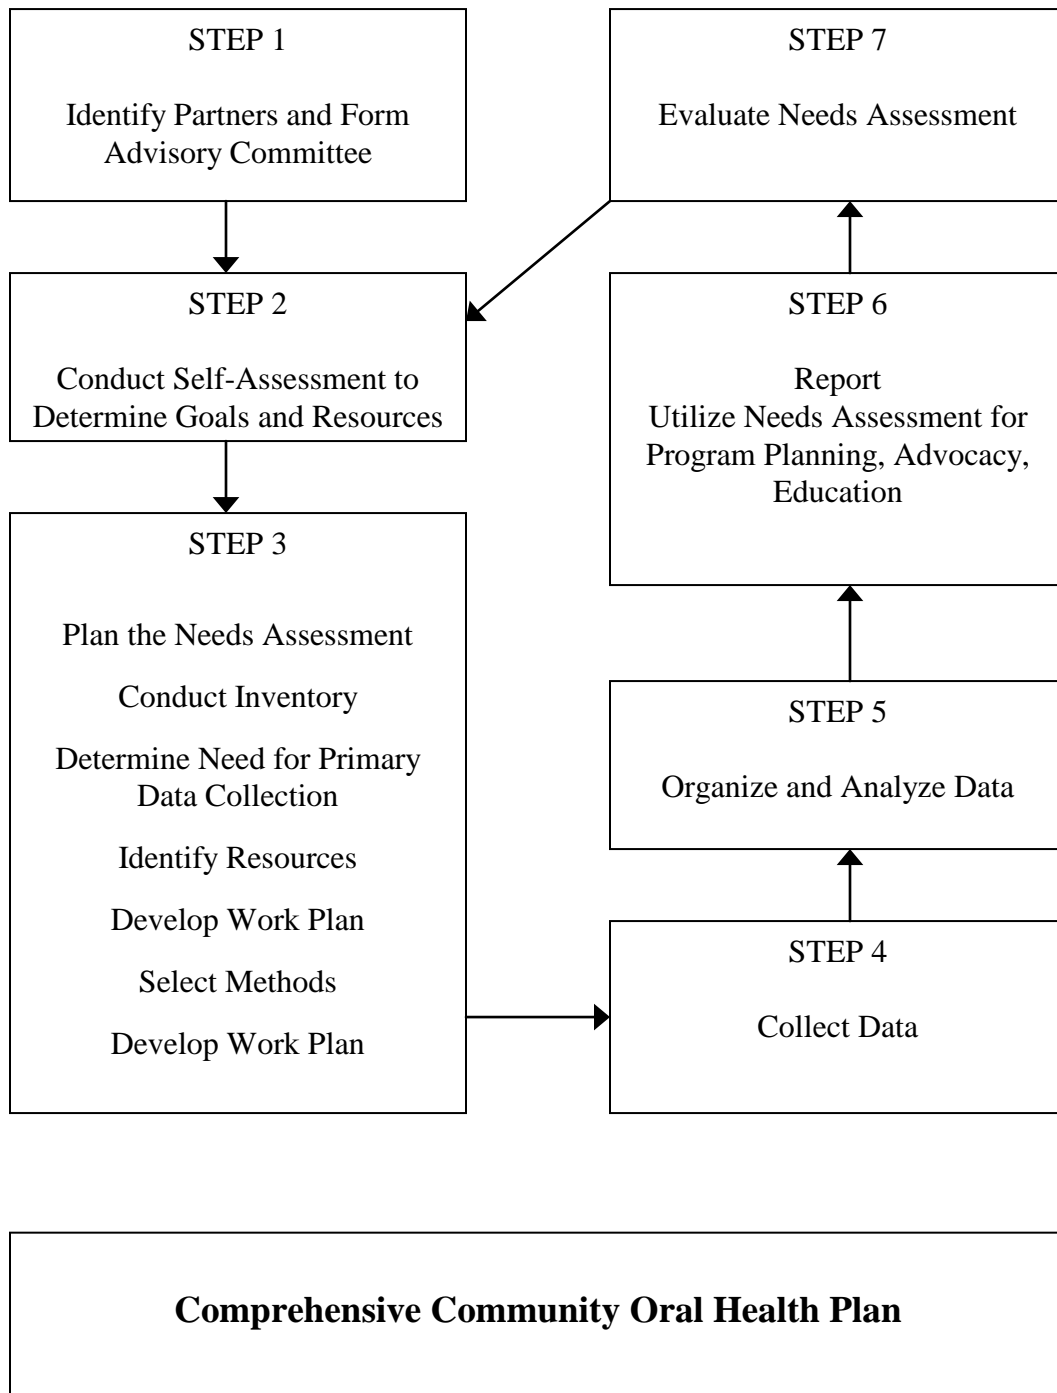 STEP 1
Identify Partners and Form
Advisory Committee
STEP 2
Conduct Self-Assessment to
Determine Goals and Resources
STEP 3
Plan the Needs Assessment
Conduct Inventory
Determine Need for Primary
Data Collection
Identify Resources
Develop Work Plan
Select Methods
Develop Work Plan
STEP 4
Collect Data
STEP 5
Organize and Analyze Data
STEP 6
Report
Utilize Needs Assessment for
Program Planning, Advocacy,
Education
STEP 7
Evaluate Needs Assessment
Comprehensive Community Oral Health Plan